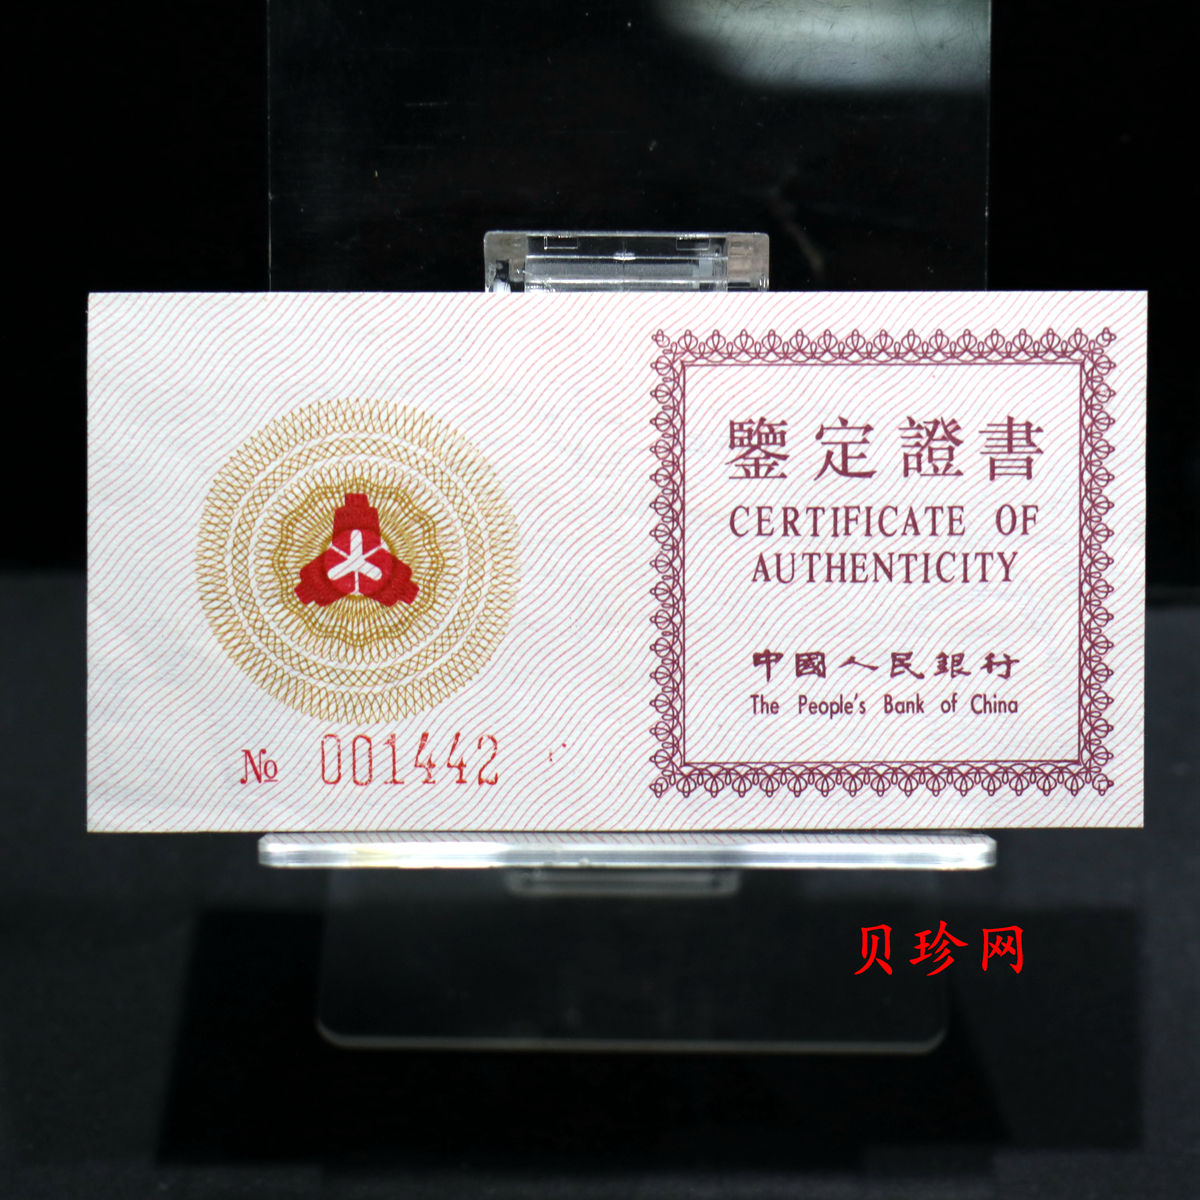 鑒定證書
CERTIFICATE OF
AUTHENTICITY
中國人民銀行
The People's Bank of China
№ 001442
贝珍网